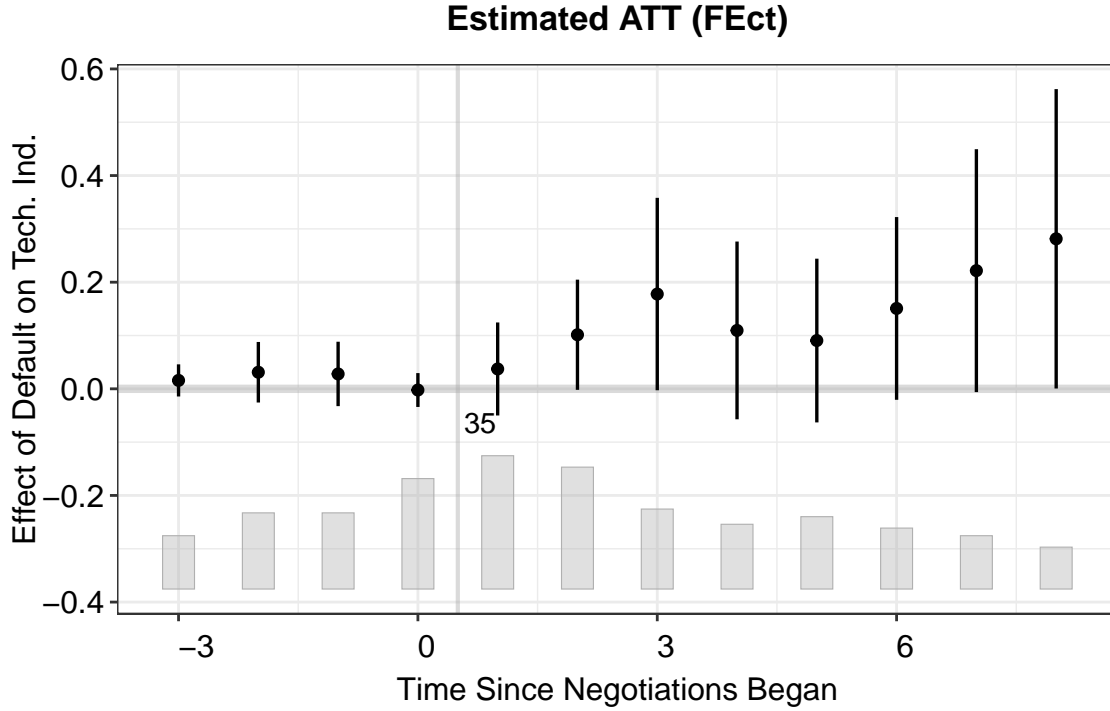 Estimated ATT (FEct)
Effect of Default on Tech. Ind.
0.6
0.4
0.2
0.0
−0.2
−0.4
35
−3 0 3 6
Time Since Negotiations Began